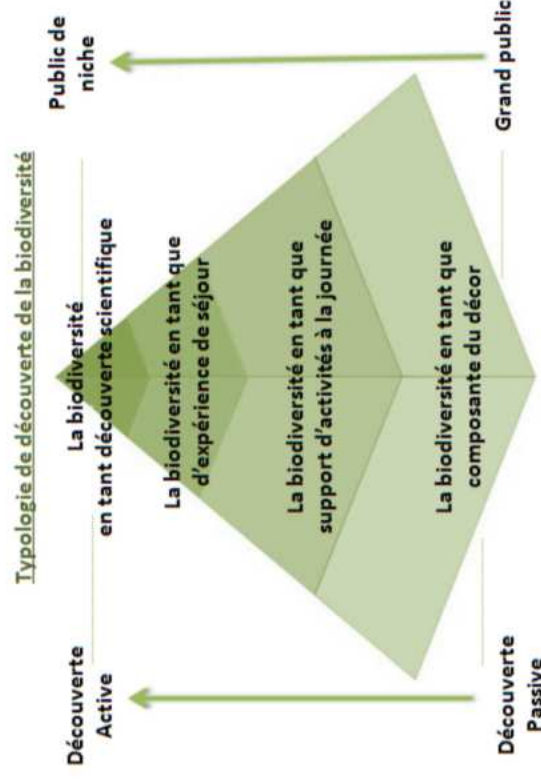 Typologie de découverte de la biodiversité
Découverte
Active
Public de
niche
La biodiversité
en tant découverte scientifique
La biodiversité en tant que
d'expérience de séjour
La biodiversité en tant que
support d'activités à la journée
La biodiversité en tant que
composante du décor
Découverte
Passive
Grand public